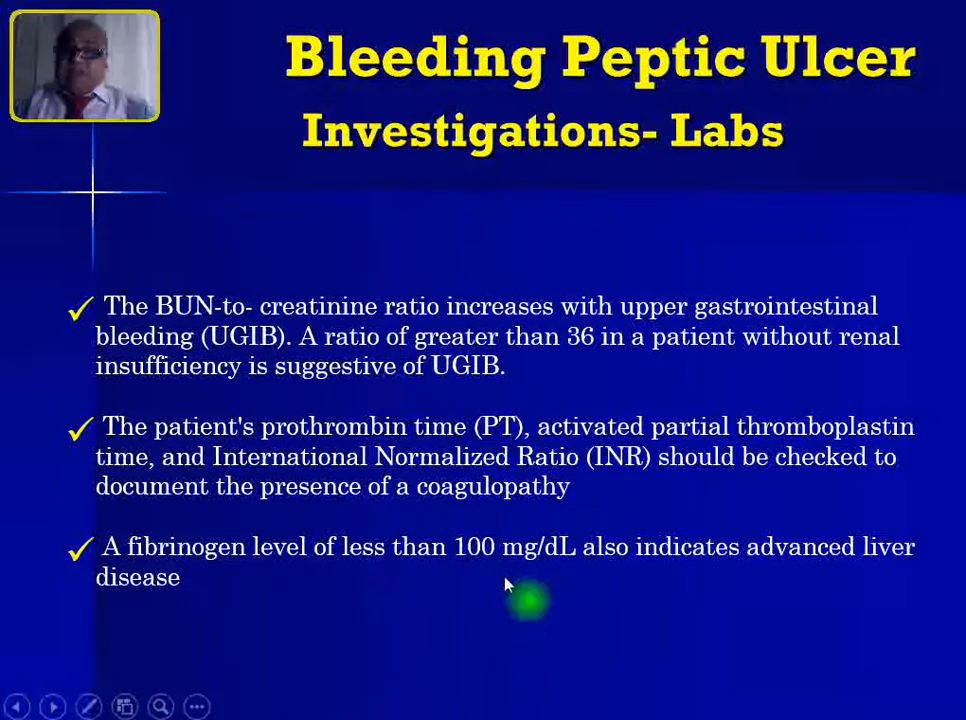 Bleeding Peptic Ulcer
Investigations- Labs
The BUN-to- creatinine ratio increases with upper gastrointestinal
bleeding (UGIB). A ratio of greater than 36 in a patient without renal
insufficiency is suggestive of UGIB.
The patient's prothrombin time (PT), activated partial thromboplastin
time, and International Normalized Ratio (INR) should be checked to
document the presence of a coagulopathy
A fibrinogen level of less than 100 mg/dL also indicates advanced liver
disease